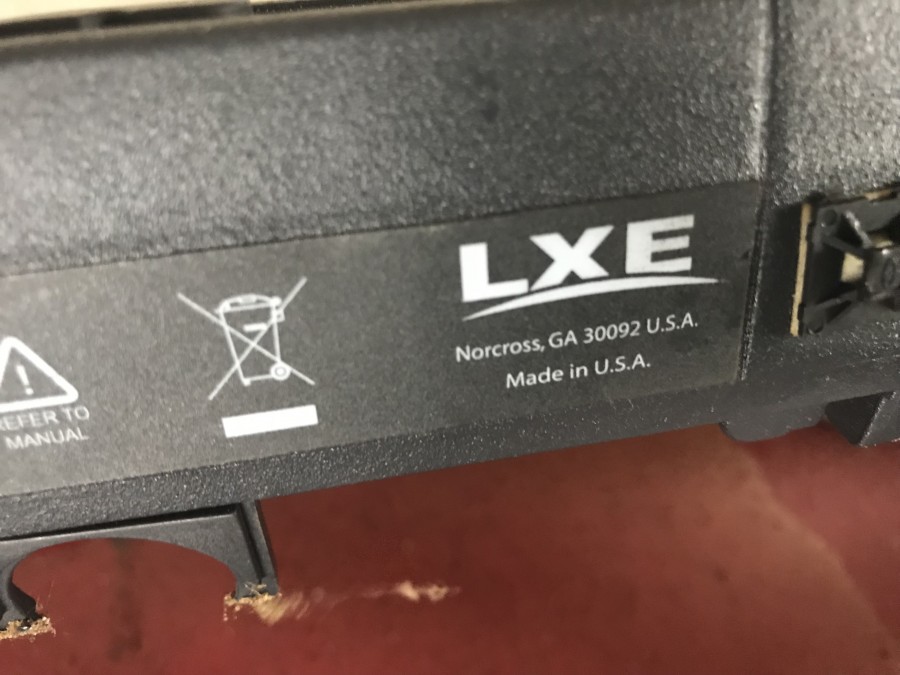 LXE
Norcross, GA 30092 U.S.A.
Made in U.S.A.
REFER TO
MANUAL